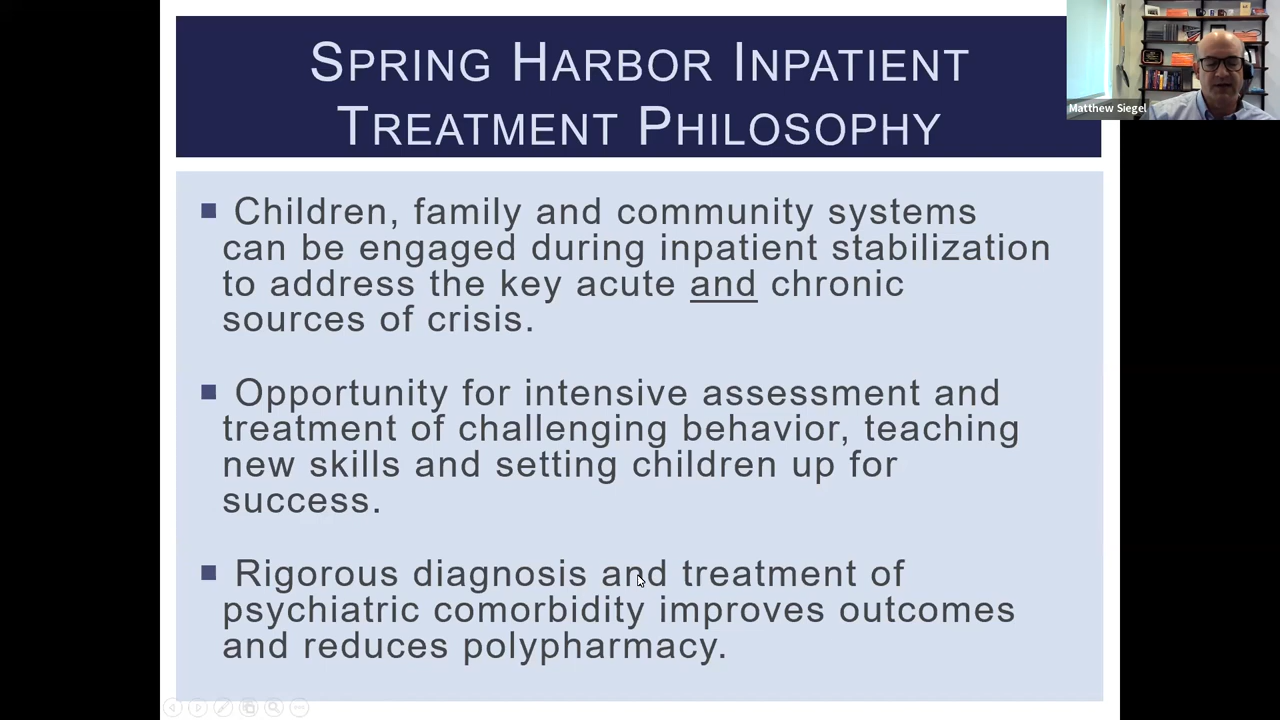 SPRING HARBOR INPATIENT
TREATMENT PHILOSOPHY
Matthew Siegel
Children, family and community systems
can be engaged during inpatient stabilization
to address the key acute and chronic
sources of crisis.
Opportunity for intensive assessment and
treatment of challenging behavior, teaching
new skills and setting children up for
success.
Rigorous diagnosis and treatment of
psychiatric comorbidity improves outcomes
and reduces polypharmacy.